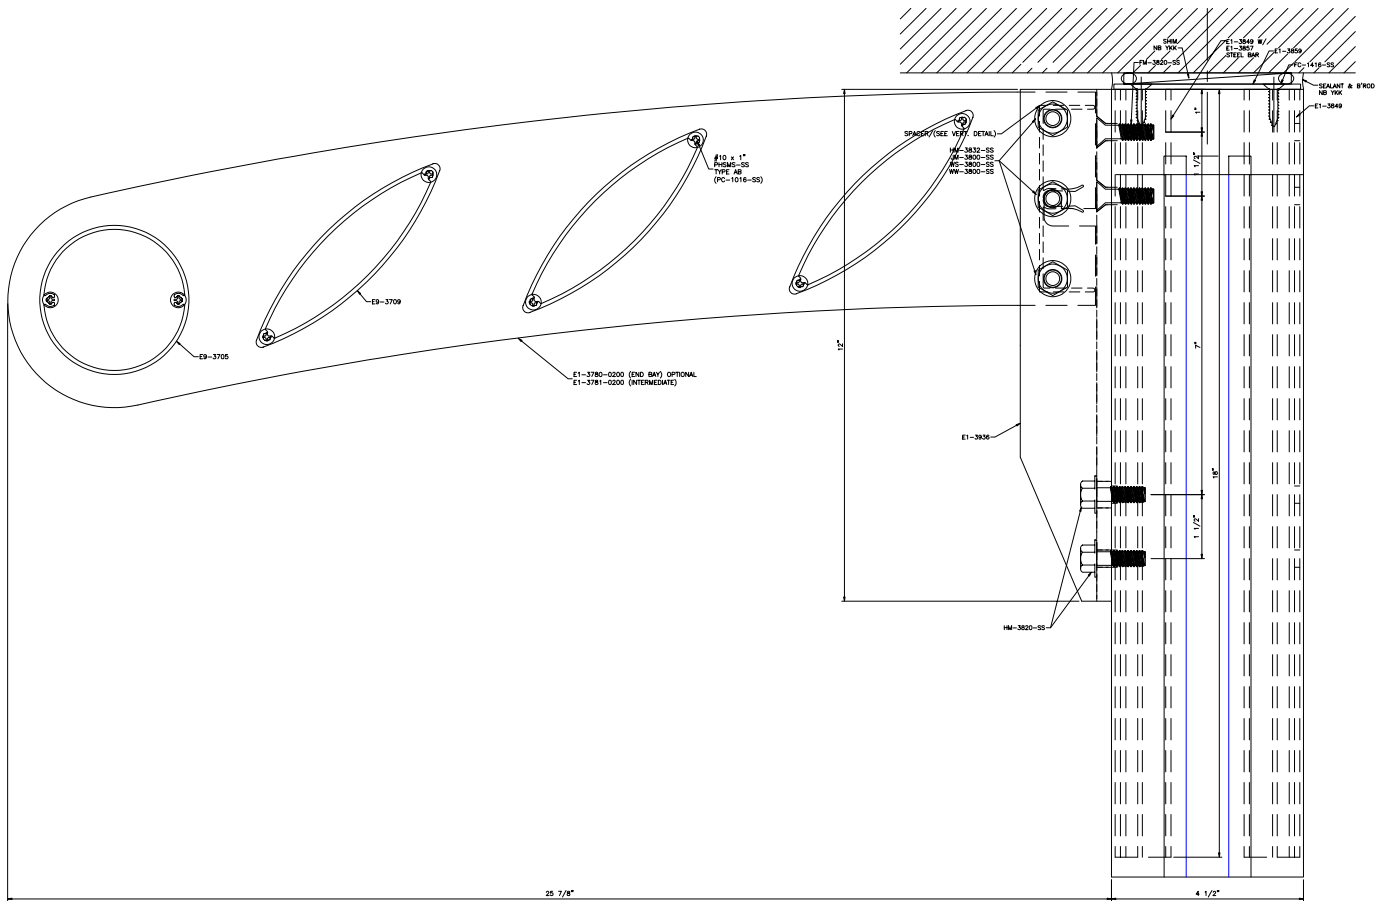 SHIM
NB YKK
E1-3849 W/
E1-3857
STEEL BAR
E1-3859
FM-3820-SS
FC-1416-SS
SEALANT & B'ROD
NB YKK
E1-3849
1"
SPACER/(SEE VERT. DETAIL)
HM-3832-SS
WS-3800-SS
WW-3800-SS
1 1/2"
#10 x 1"
PHSMS-SS
TYPE AB
(PC-1016-SS)
E9-3709
E9-3705
12"
7"
E1-3780-0200 (END BAY) OPTIONAL
E1-3781-0200 (INTERMEDIATE)
E1-3936
18"
1 1/2"
HM-3820-SS
25 7/8"
4 1/2"